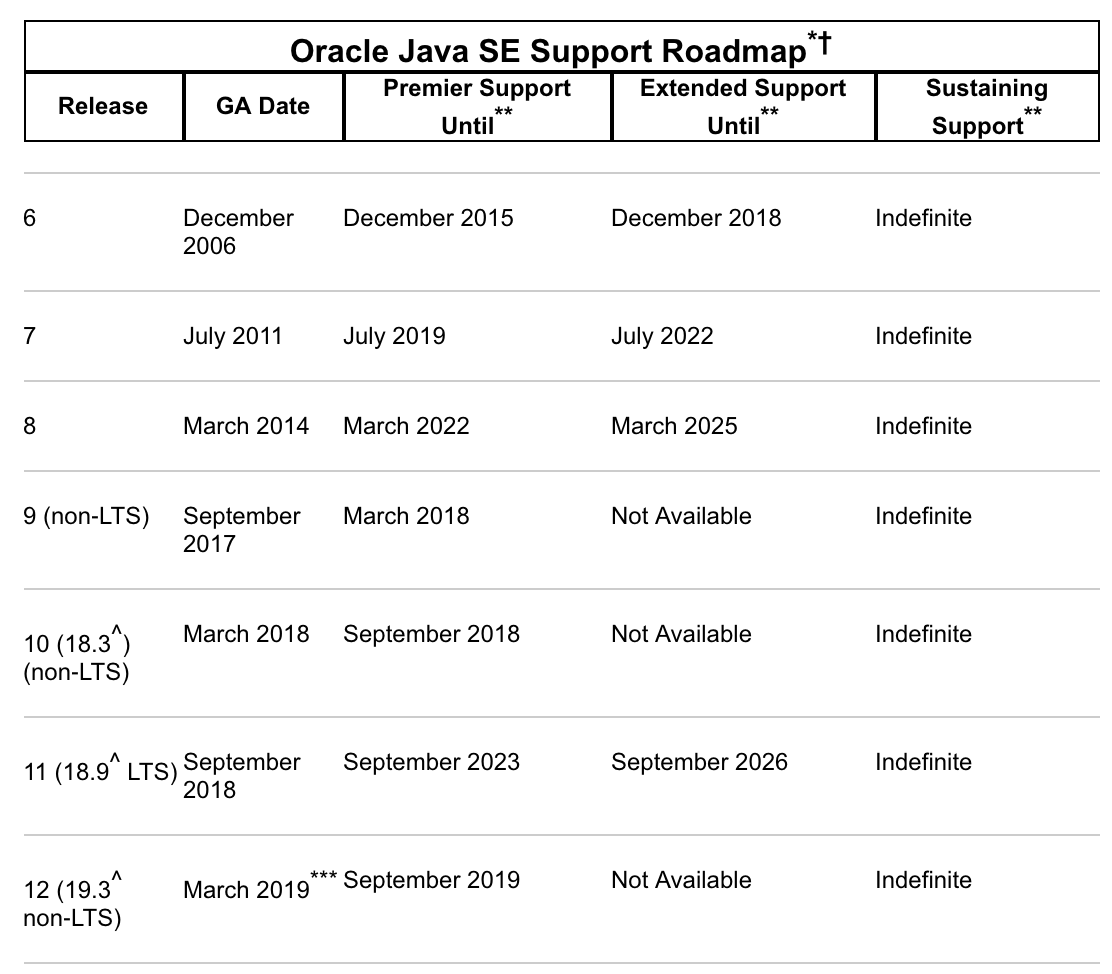 Oracle Java SE Support Roadmap*†
Release GA Date Premier Support Until** Extended Support Until** Sustaining Support**
6 December 2006 December 2015 December 2018 Indefinite
7 July 2011 July 2019 July 2022 Indefinite
8 March 2014 March 2022 March 2025 Indefinite
9 (non-LTS) September 2017 March 2018 Not Available Indefinite
10 (18.3^) (non-LTS) March 2018 September 2018 Not Available Indefinite
11 (18.9^ LTS) September 2018 September 2023 September 2026 Indefinite
12 (19.3^ non-LTS) March 2019*** September 2019 Not Available Indefinite